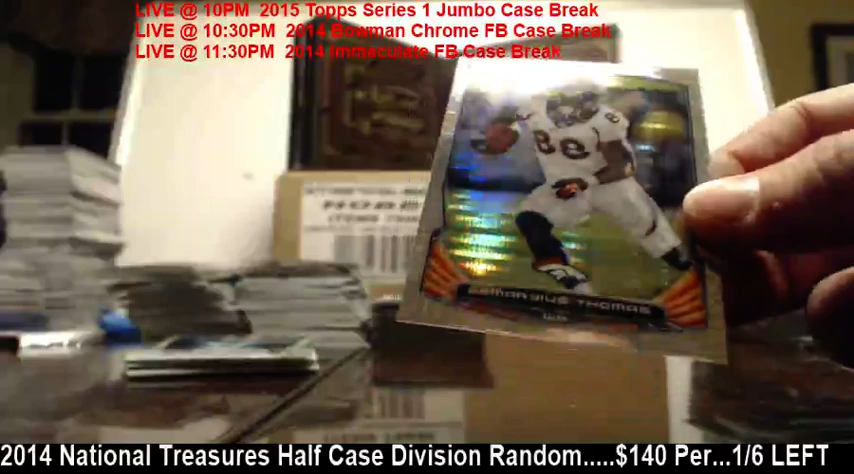 LIVE @ 10PM 2015 Topps Series 1 Jumbo Case Break
LIVE @ 10:30PM 2014 Bowman Chrome FB Case Break
LIVE @ 11:30PM 2014 Immaculate FB Case Break
88
DEMARYIUS THOMAS
2014 National Treasures Half Case Division Random.....$140 Per...1/6 LEFT